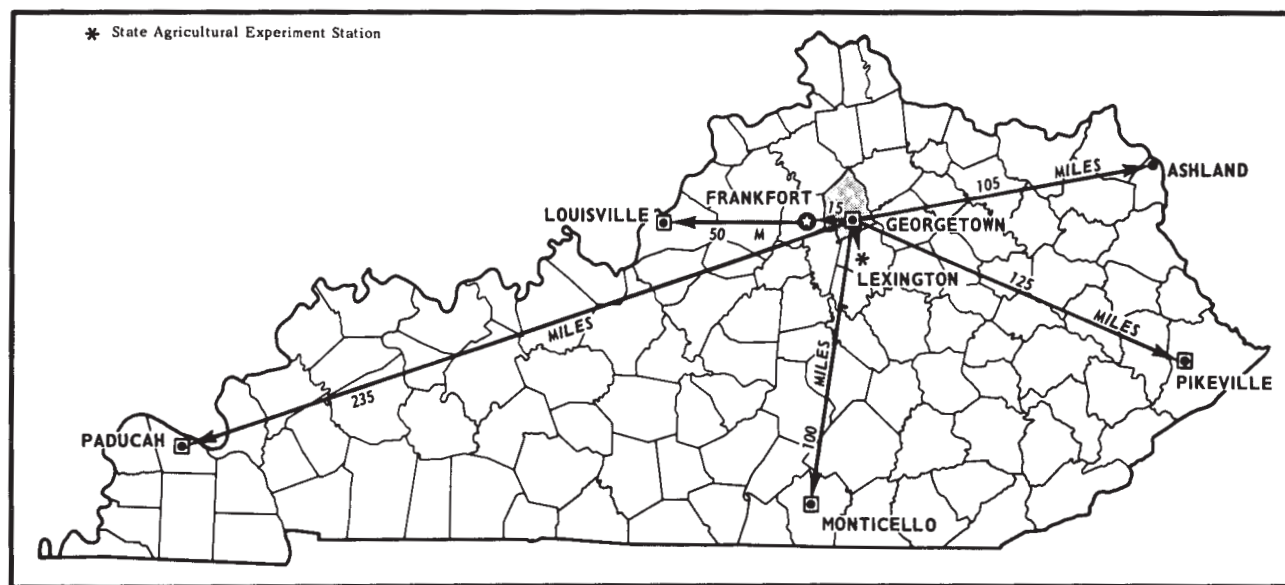 * State Agricultural Experiment Station
ASHLAND
105 MILES
FRANKFORT
15
LOUISVILLE
GEORGETOWN
50 M
*
LEXINGTON
125 MILES
MILES
MILES
PIKEVILLE
235
PADUCAH
100
MONTICELLO